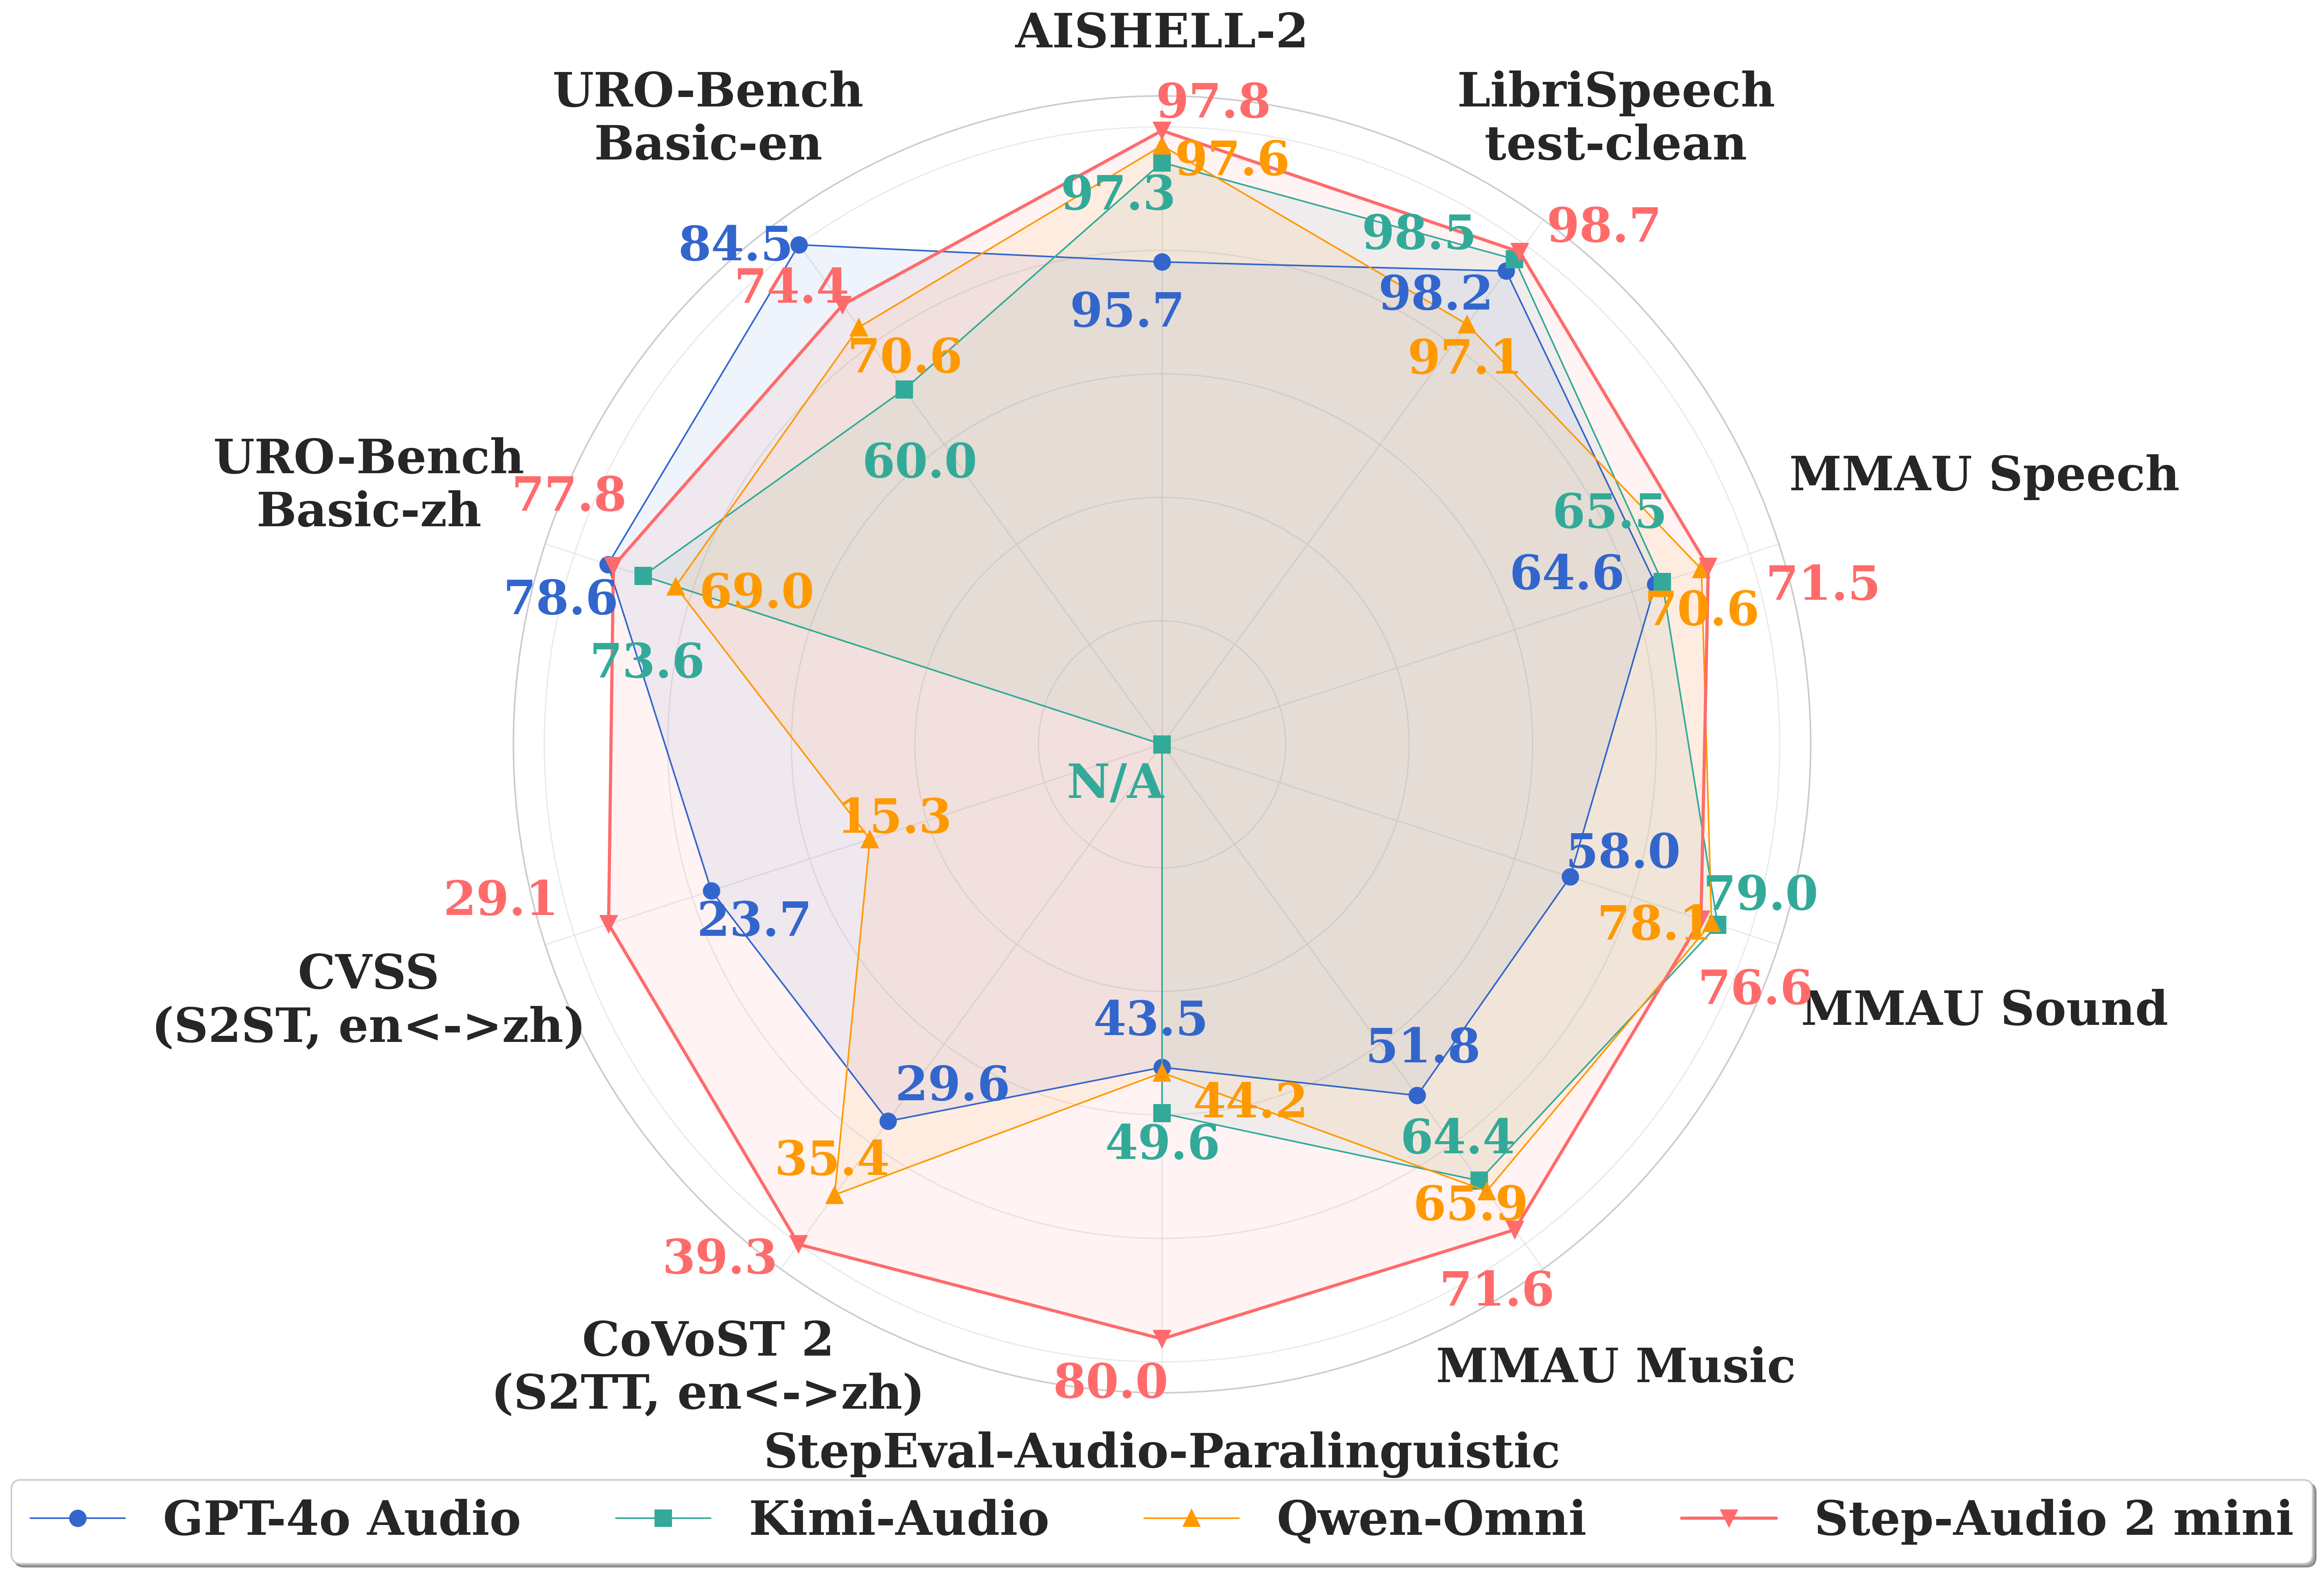 AISHELL-2
URO-Bench
Basic-en
LibriSpeech
test-clean
97.8
97.6
97.3
98.5
98.7
84.5
74.4
95.7
98.2
70.6
97.1
60.0
URO-Bench
Basic-zh
77.8
MMAU Speech
65.5
64.6
71.5
78.6
69.0
70.6
73.6
N/A
15.3
58.0
29.1
23.7
79.0
78.1
CVSS
(S2ST, en<->zh)
76.6
MMAU Sound
43.5
51.8
29.6
44.2
35.4
49.6
64.4
65.9
39.3
71.6
CoVoST 2
(S2TT, en<->zh)
80.0
MMAU Music
StepEval-Audio-Paralinguistic
GPT-4o Audio
Kimi-Audio
Qwen-Omni
Step-Audio 2 mini